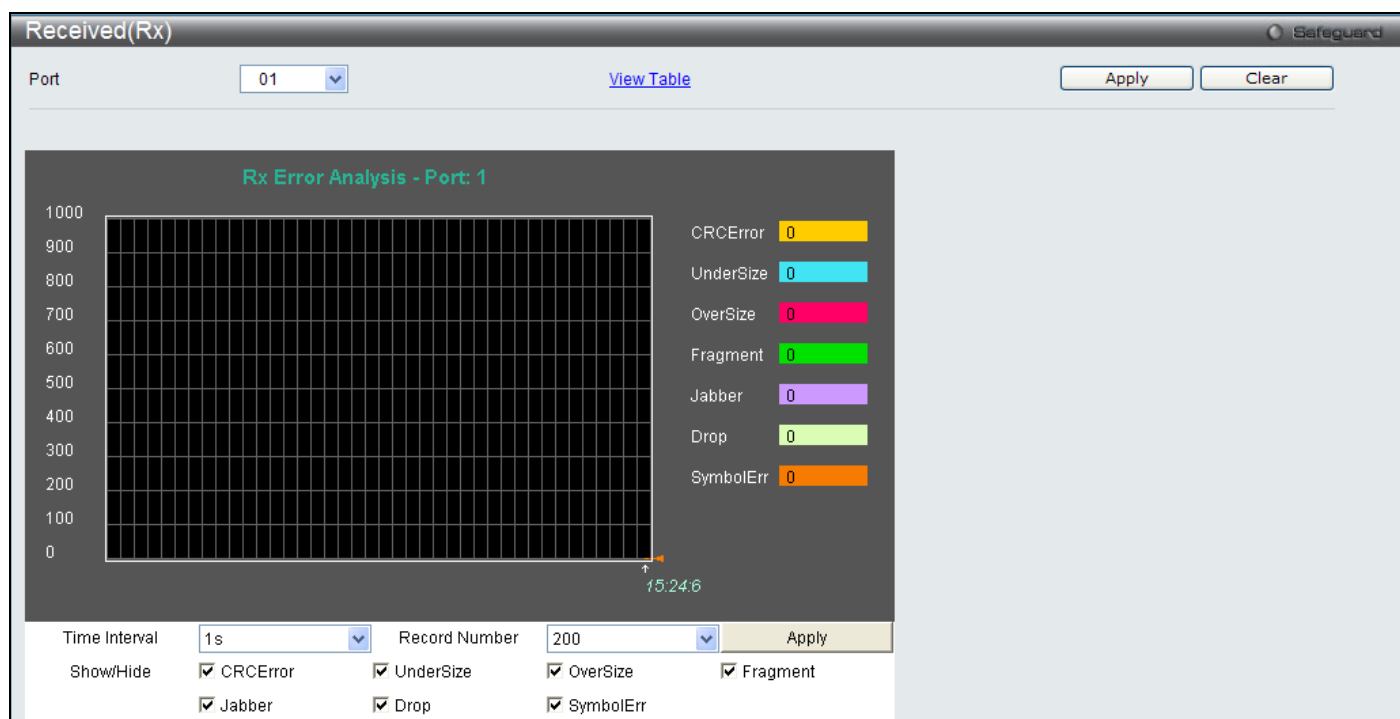 Received(Rx)
Safeguard
Port 01 View Table Apply Clear
Rx Error Analysis - Port: 1
1000
900
800
700
600
500
400
300
200
100
0
CRCError 0
UnderSize 0
OverSize 0
Fragment 0
Jabber 0
Drop 0
SymbolErr 0
15:24:6
Time Interval 1s Record Number 200 Apply
Show/Hide CRCError UnderSize OverSize Fragment
Jabber Drop SymbolErr